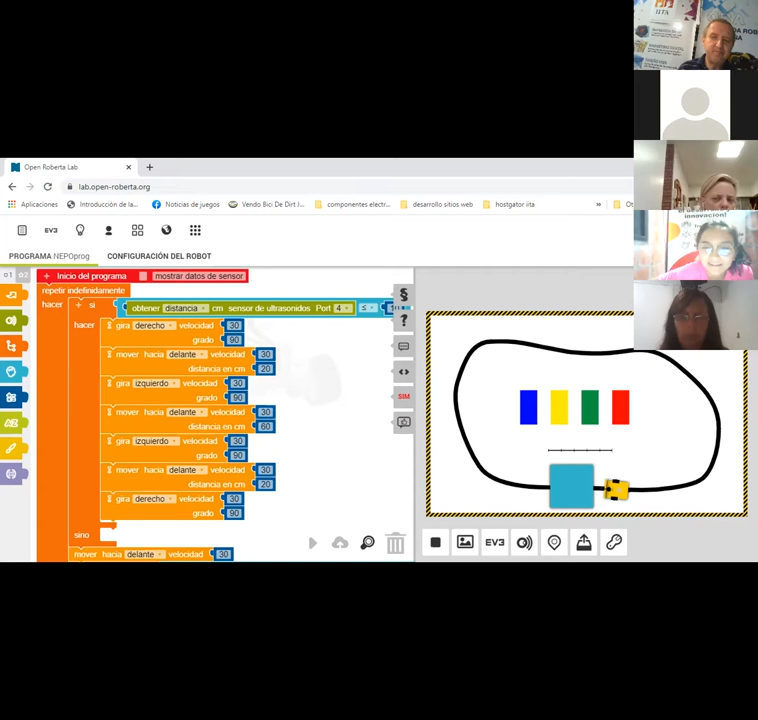 IITA
Open Roberta Lab
lab.open-roberta.org
Aplicaciones
Introducción de la...
Noticias de juegos
Vendo Bici De Dirt J...
componentes electr...
desarrollo sitios web
hostgator iita
»
EV3
PROGRAMA NEPOprog
CONFIGURACIÓN DEL ROBOT
1 2
+ Inicio del programa mostrar datos de sensor
repetir indefinidamente
hacer + si obtener distancia cm sensor de ultrasonidos Port 4 ≤
hacer gira derecho velocidad 30
grado 90
mover hacia delante velocidad 30
distancia en cm 20
gira izquierdo velocidad 30
grado 90
mover hacia delante velocidad 30
distancia en cm 60
gira izquierdo velocidad 30
grado 90
mover hacia delante velocidad 30
distancia en cm 20
gira derecho velocidad 30
grado 90
sino
mover hacia delante velocidad 30
?
SIM
EV3